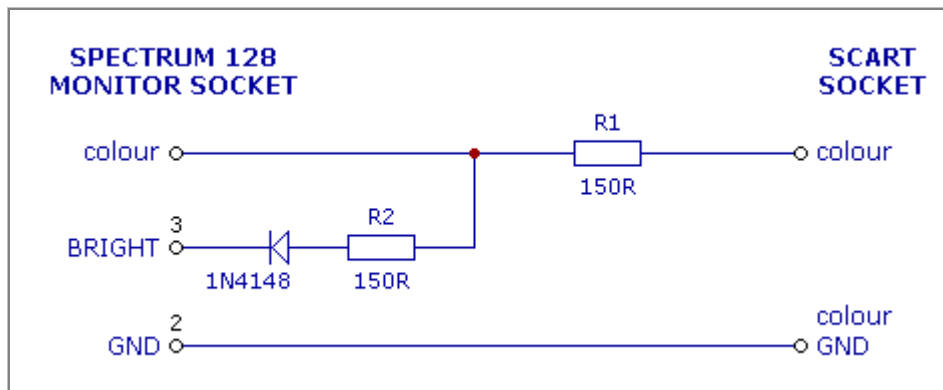 SPECTRUM 128
MONITOR SOCKET
SCART
SOCKET
colour
R1
150R
colour
BRIGHT
3
1N4148
R2
150R
GND
2
colour
GND